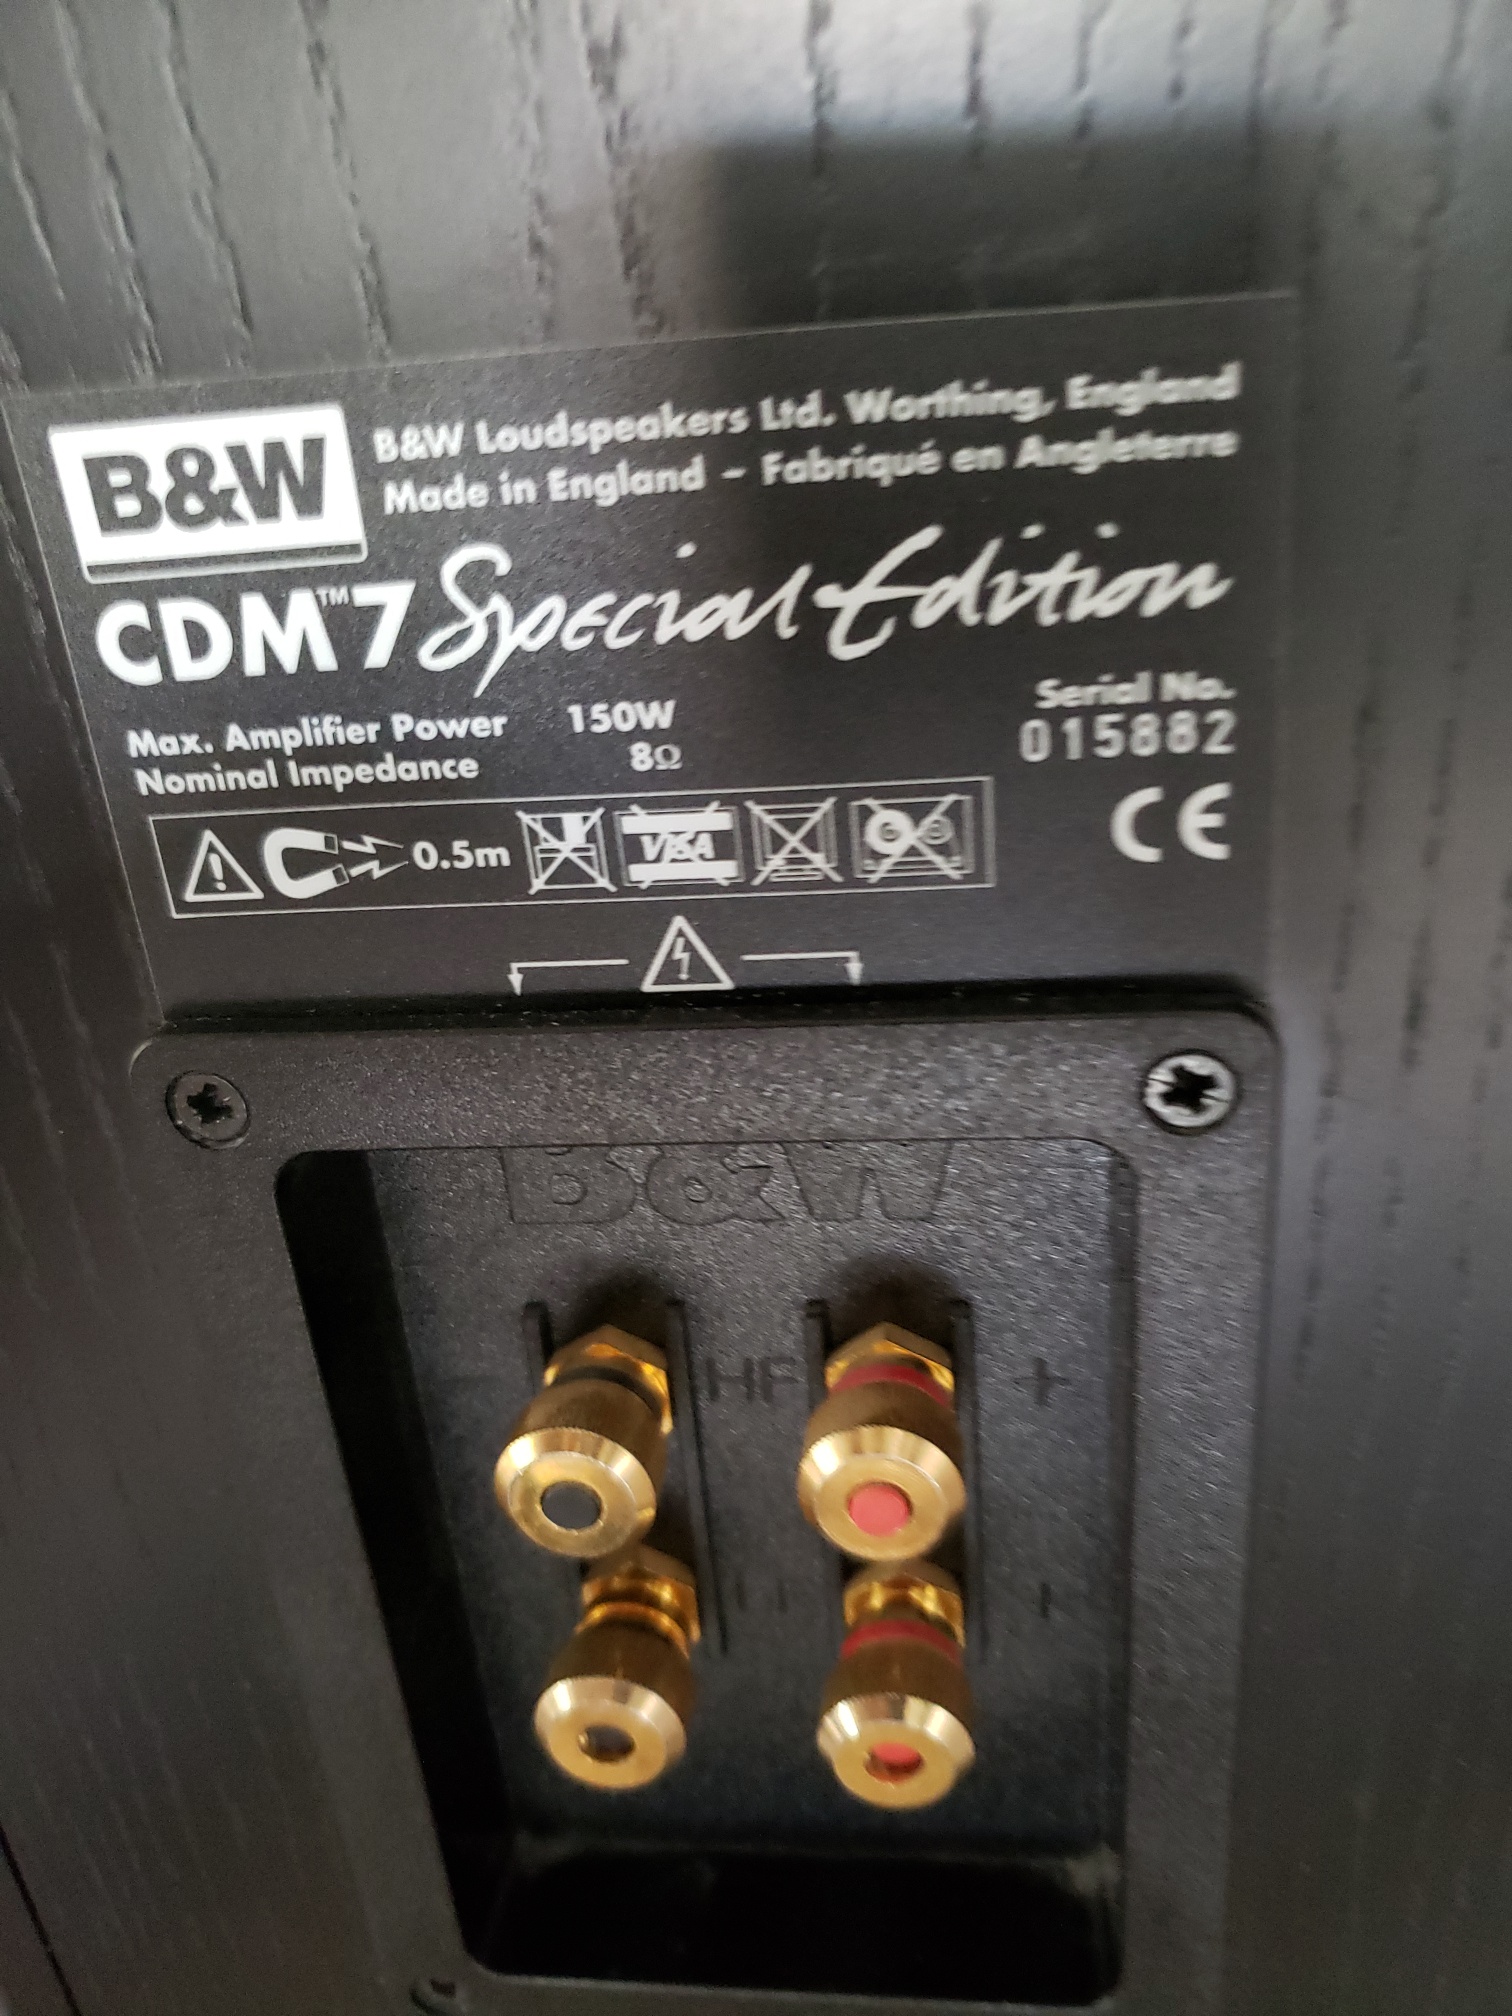 B&W
B&W Loudspeakers Ltd. Worthing, England
Made in England - Fabriqué en Angleterre
CDM™7 Special Edition
Max. Amplifier Power 150W
Nominal Impedance 8Ω
Serial No.
015882
0.5m
VISA
CE
B&W
- HF +
+